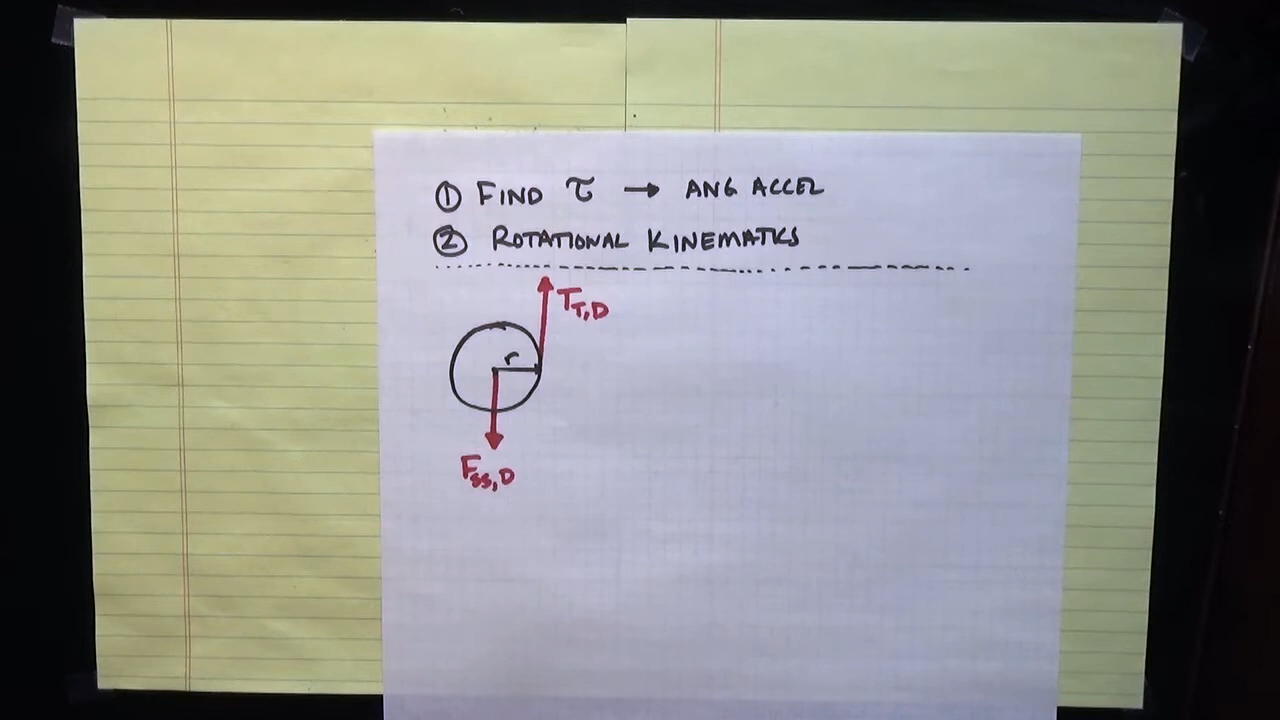 ① FIND τ → ANG ACCEL
② ROTATIONAL KINEMATICS
T_T,D
r
F_SS,D